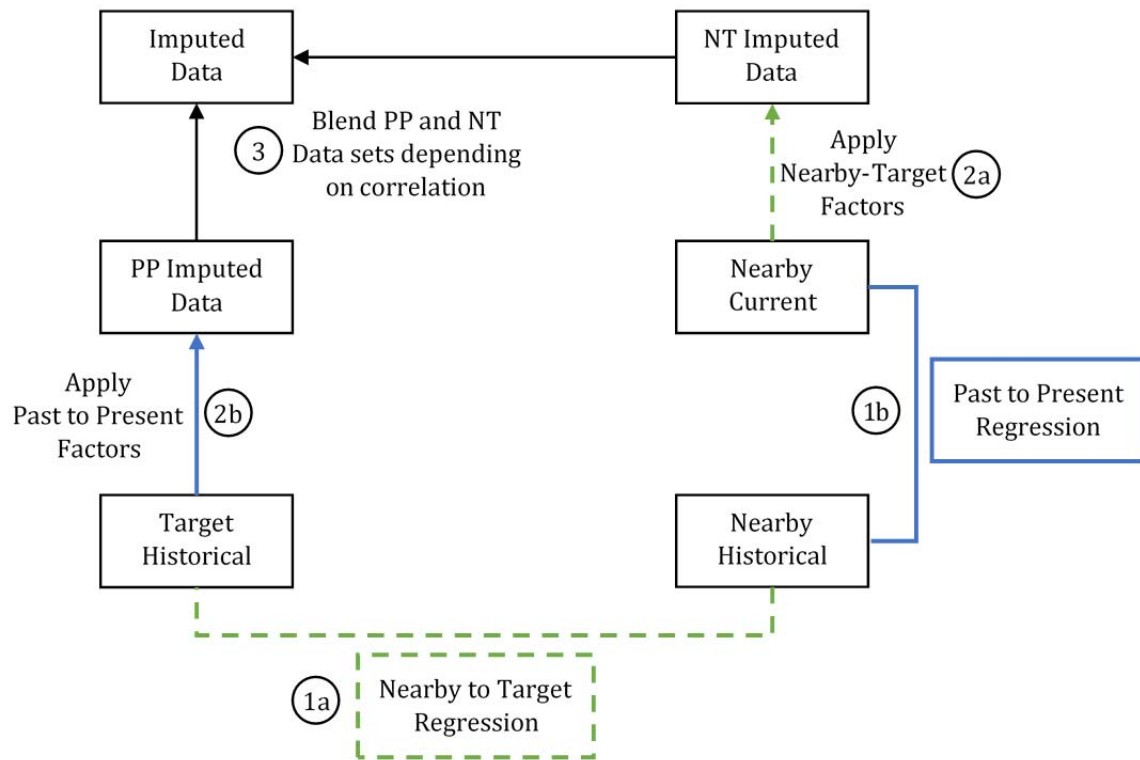 Imputed
Data
NT Imputed
Data
3
Blend PP and NT
Data sets depending
on correlation
Apply
Nearby-Target
Factors
2a
PP Imputed
Data
Nearby
Current
Apply
Past to Present
Factors
2b
1b
Past to Present
Regression
Target
Historical
Nearby
Historical
1a
Nearby to Target
Regression